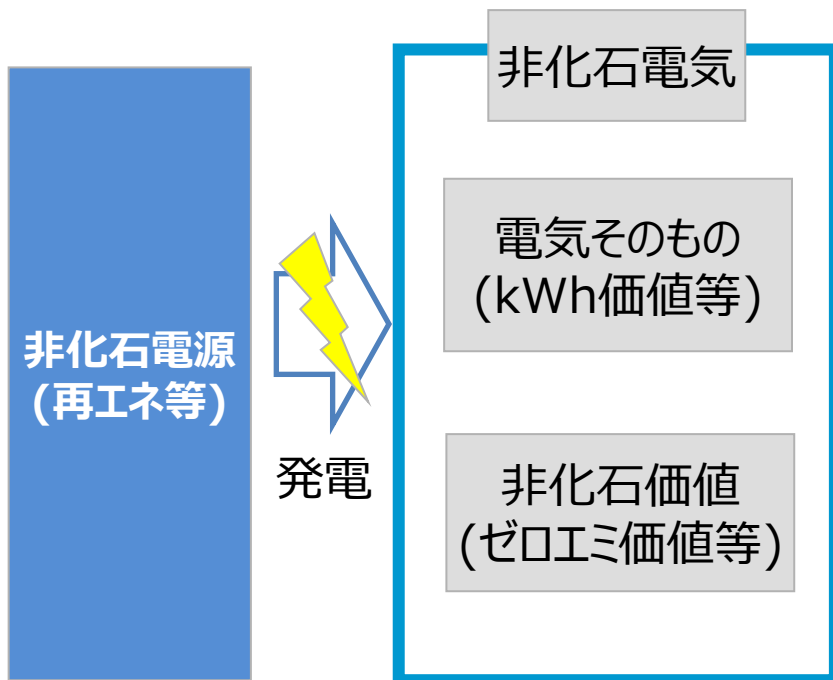 非化石電源
(再エネ等)
発電
非化石電気
電気そのもの
(kWh価値等)
非化石価値
(ゼロエミ価値等)